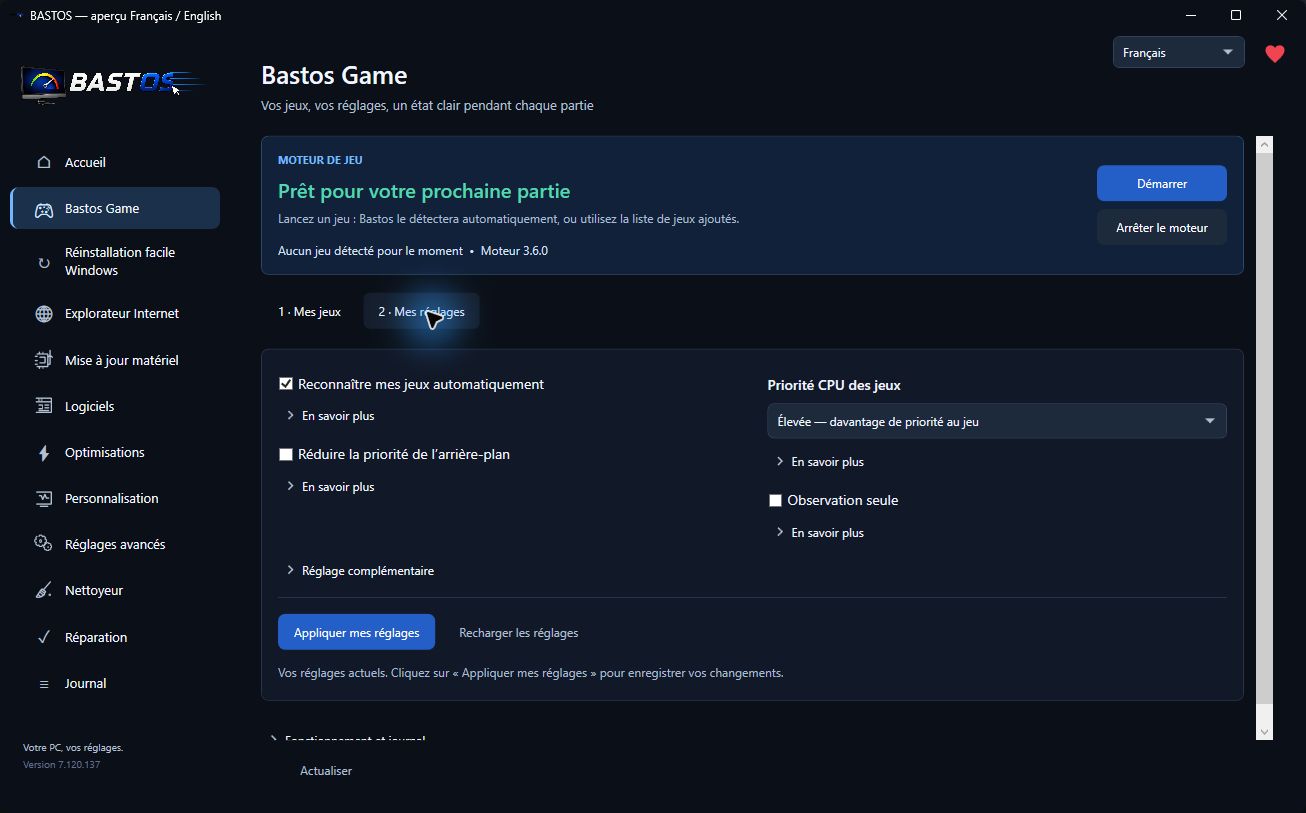 BASTOS — aperçu Français / English
Français
BASTOS
Bastos Game
Vos jeux, vos réglages, un état clair pendant chaque partie
Accueil
Bastos Game
Réinstallation facile
Windows
Explorateur Internet
Mise à jour matériel
Logiciels
Optimisations
Personnalisation
Réglages avancés
Nettoyeur
Réparation
Journal
Votre PC, vos réglages.
Version 7.120.137
MOTEUR DE JEU
Prêt pour votre prochaine partie
Lancez un jeu : Bastos le détectera automatiquement, ou utilisez la liste de jeux ajoutés.
Aucun jeu détecté pour le moment • Moteur 3.6.0
Démarrer
Arrêter le moteur
1 · Mes jeux
2 · Mes réglages
Reconnaître mes jeux automatiquement
En savoir plus
Réduire la priorité de l’arrière-plan
En savoir plus
Priorité CPU des jeux
Élevée — davantage de priorité au jeu
En savoir plus
Observation seule
En savoir plus
Réglage complémentaire
Appliquer mes réglages
Recharger les réglages
Vos réglages actuels. Cliquez sur « Appliquer mes réglages » pour enregistrer vos changements.
Fonctionnement et journal
Actualiser